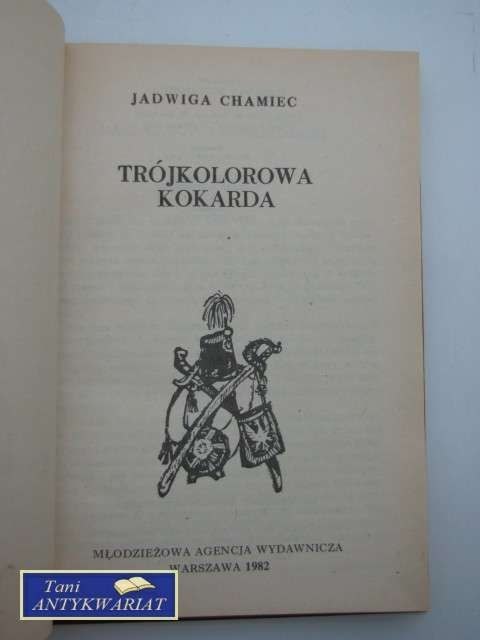 JADWIGA CHAMIEC
TRÓJKOLOROWA
KOKARDA
MŁODZIEŻOWA AGENCJA WYDAWNICZA
WARSZAWA 1982
Tani
ANTYKWARIAT